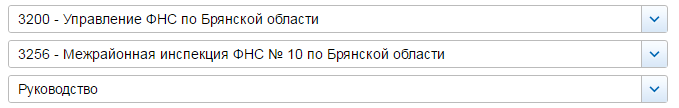 3200 - Управление ФНС по Брянской области
3256 - Межрайонная инспекция ФНС № 10 по Брянской области
Руководство